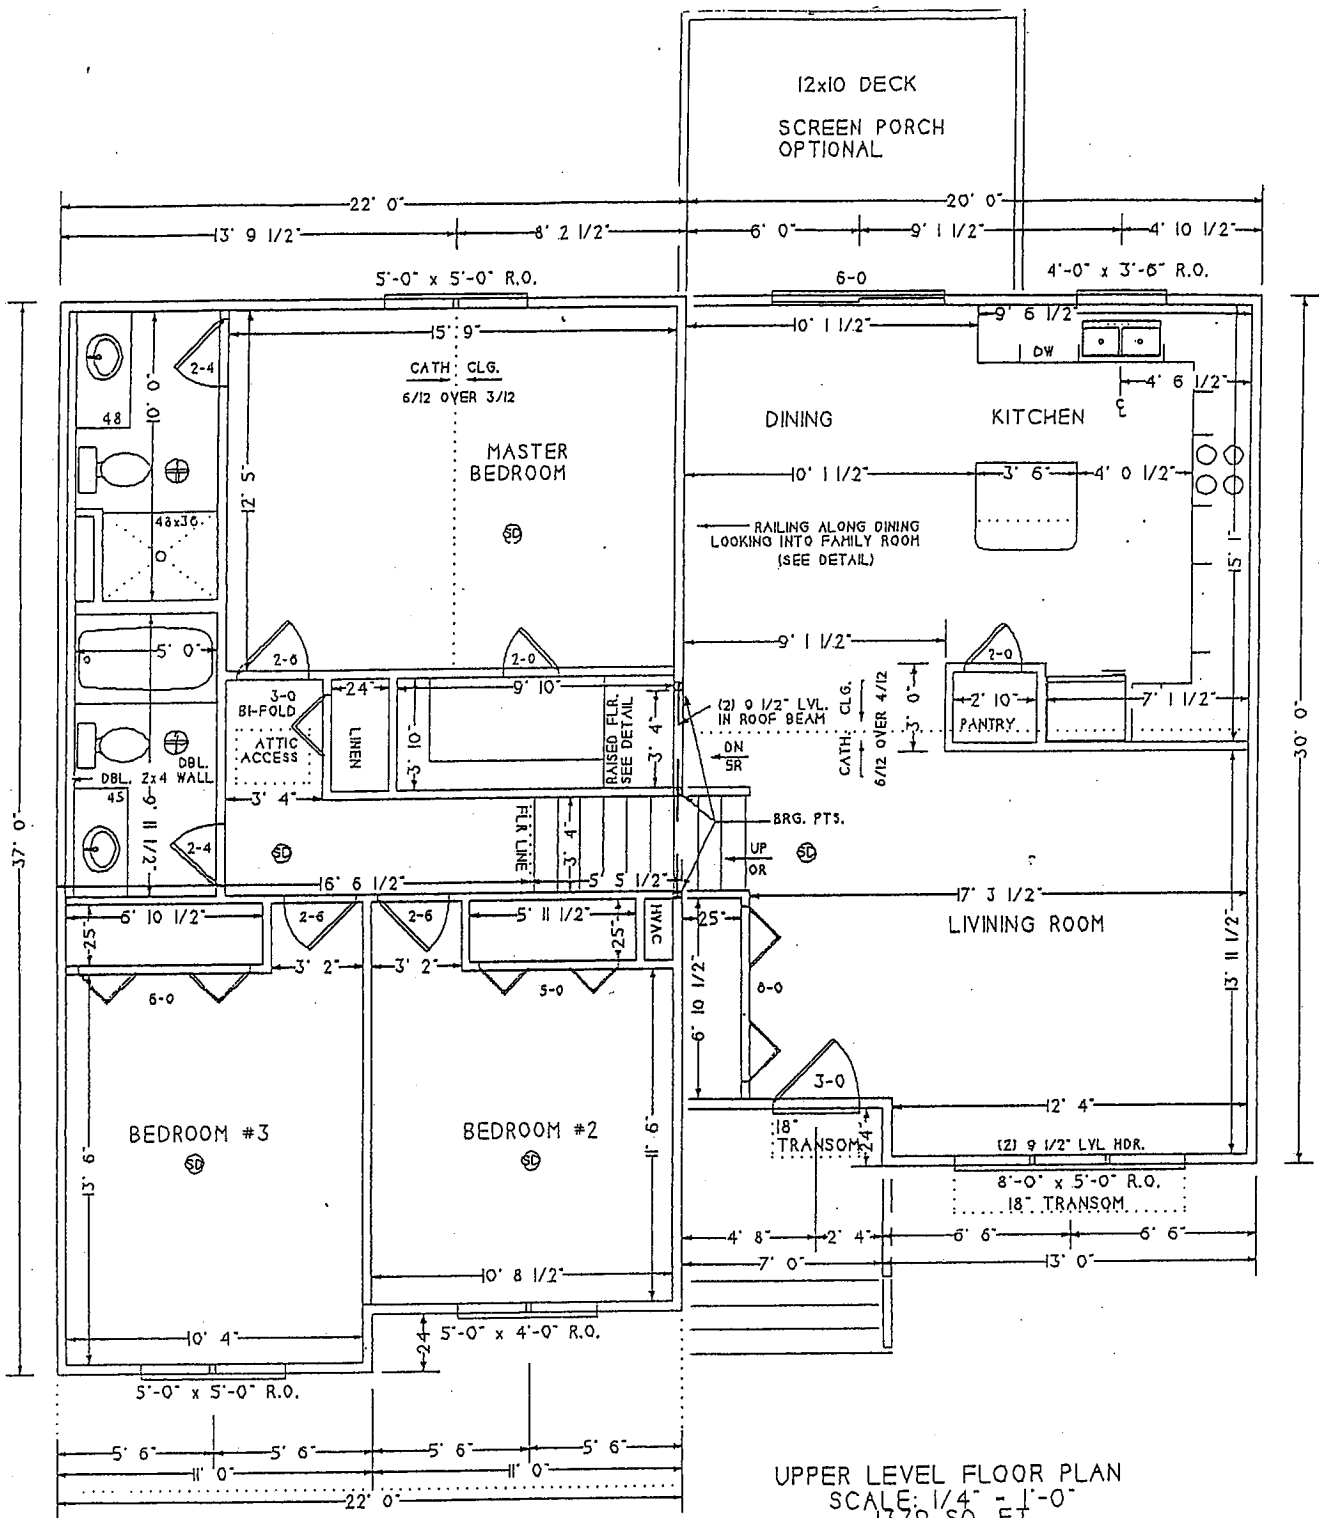 12x10 DECK
SCREEN PORCH
OPTIONAL
22' 0"
20' 0"
13' 9 1/2"
8' 2 1/2"
6' 0"
9' 1 1/2"
4' 10 1/2"
5'-0" x 5'-0" R.O.
6-0
4'-0" x 3'-6" R.O.
15' 9"
10' 1 1/2"
9' 6 1/2"
DW
2-4
CATH CLG.
6/12 OVER 3/12
4' 6 1/2"
10' 0"
48
DINING
KITCHEN
MASTER
BEDROOM
12' 5"
10' 1 1/2"
3' 6"
4' 0 1/2"
48x36
SD
RAILING ALONG DINING
LOOKING INTO FAMILY ROOM
(SEE DETAIL)
15' 1"
37' 0"
30' 0"
5' 0"
2-6
2-0
9' 1 1/2"
2-0
3-0
BI-FOLD
24"
9' 10"
RAISED FLR.
SEE DETAIL
3' 4"
(2) 9 1/2" LVL.
IN ROOF BEAM
CATH. CLG.
6/12 OVER 4/12
3' 0"
2' 10"
PANTRY
7' 1 1/2"
ATTIC
ACCESS
LINEN
3' 10"
DN
5R
DBL. 2x4 WALL
DBL.
45
3' 4"
6' 11 1/2"
2-4
SD
FLR LINE
3' 4"
BRG. PTS.
UP
SD
16' 6 1/2"
5' 5 1/2"
17' 3 1/2"
6' 10 1/2"
25"
2-6
2-6
5' 11 1/2"
25"
HVAC
25"
LIVINING ROOM
3' 2"
3' 2"
6-0
5-0
6' 10 1/2"
13' 11 1/2"
3-0
12' 4"
BEDROOM #3
SD
BEDROOM #2
SD
11' 6"
13' 6"
18"
TRANSOM
24"
(2) 9 1/2" LVL HDR.
8'-0" x 5'-0" R.O.
18" TRANSOM
4' 8"
2' 4"
6' 6"
6' 6"
7' 0"
13' 0"
10' 8 1/2"
10' 4"
24"
5'-0" x 4'-0" R.O.
5'-0" x 5'-0" R.O.
5' 6"
5' 6"
5' 6"
5' 6"
11' 0"
11' 0"
22' 0"
UPPER LEVEL FLOOR PLAN
SCALE: 1/4" = 1'-0"
SQ. FT.